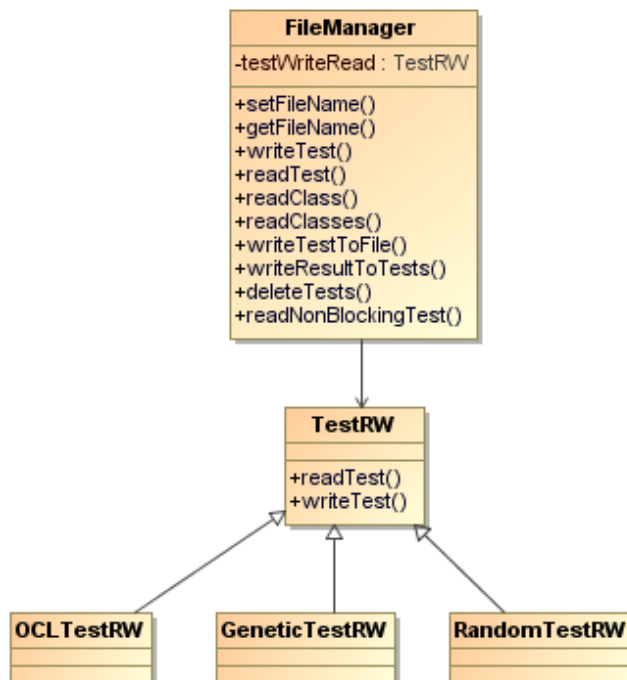 FileManager
-testWriteRead : TestRW
+setFileName()
+getFileName()
+writeTest()
+readTest()
+readClass()
+readClasses()
+writeTestToFile()
+writeResultToTests()
+deleteTests()
+readNonBlockingTest()
TestRW
+readTest()
+writeTest()
OCLTestRW GeneticTestRW RandomTestRW